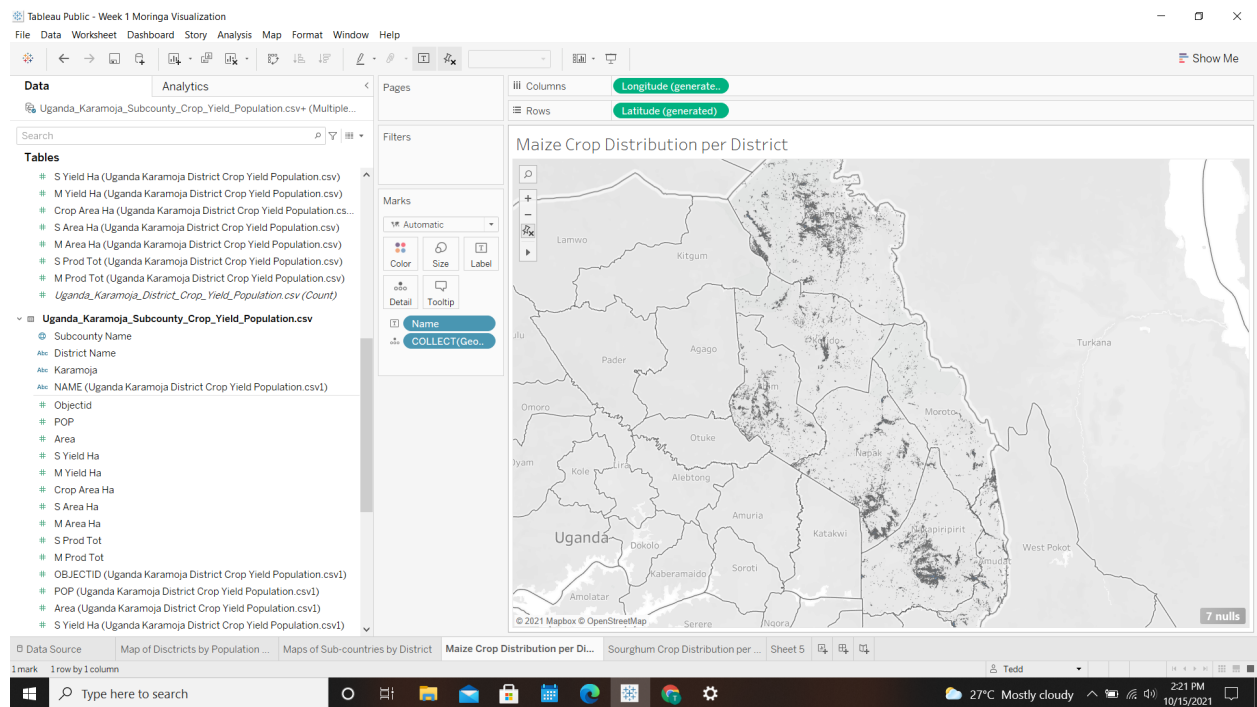 Tableau Public - Week 1 Moringa Visualization
File Data Worksheet Dashboard Story Analysis Map Format Window Help
Show Me
Data Analytics
Uganda_Karamoja_Subcounty_Crop_Yield_Population.csv+ (Multiple...
Search
Tables
# S Yield Ha (Uganda Karamoja District Crop Yield Population.csv)
# M Yield Ha (Uganda Karamoja District Crop Yield Population.csv)
# Crop Area Ha (Uganda Karamoja District Crop Yield Population.cs...
# S Area Ha (Uganda Karamoja District Crop Yield Population.csv)
# M Area Ha (Uganda Karamoja District Crop Yield Population.csv)
# S Prod Tot (Uganda Karamoja District Crop Yield Population.csv)
# M Prod Tot (Uganda Karamoja District Crop Yield Population.csv)
# Uganda_Karamoja_District_Crop_Yield_Population.csv (Count)
Uganda_Karamoja_Subcounty_Crop_Yield_Population.csv
Subcounty Name
Abc District Name
Abc Karamoja
Abc NAME (Uganda Karamoja District Crop Yield Population.csv1)
# Objectid
# POP
# Area
# S Yield Ha
# M Yield Ha
# Crop Area Ha
# S Area Ha
# M Area Ha
# S Prod Tot
# M Prod Tot
# OBJECTID (Uganda Karamoja District Crop Yield Population.csv1)
# POP (Uganda Karamoja District Crop Yield Population.csv1)
# Area (Uganda Karamoja District Crop Yield Population.csv1)
# S Yield Ha (Uganda Karamoja District Crop Yield Population.csv1)
Pages
Filters
Marks
Automatic
Color Size Label
Detail Tooltip
Name
COLLECT(Geo..
Columns Longitude (generate..
Rows Latitude (generated)
Maize Crop Distribution per District
Lamwo
Kitgum
Turkana
Pader
Agago
Omoro
Moroto
Otuke
Napak
Kole
Lira
Alebtong
Amuria
Katakwi
Nakapiripirit
Uganda
Dokolo
West Pokot
Amudat
Kaberamaido
Soroti
Amolatar
Serere
Ngora
© 2021 Mapbox © OpenStreetMap
7 nulls
Data Source Map of Disctricts by Population ... Maps of Sub-countries by District Maize Crop Distribution per Di... Sourghum Crop Distribution per ... Sheet 5
1 mark 1 row by 1 column
Tedd
Type here to search
27°C Mostly cloudy
2:21 PM
10/15/2021